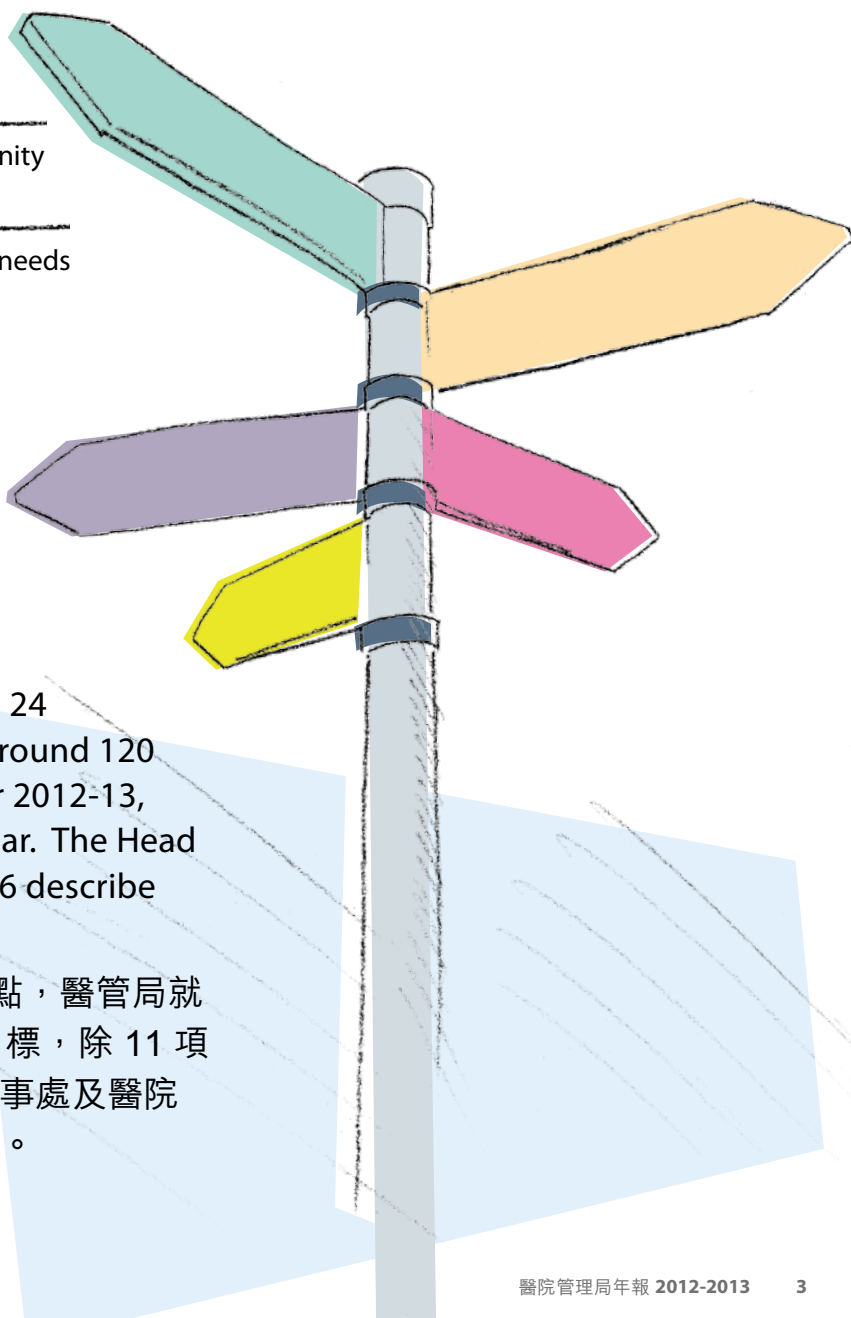 nity
needs
24
round 120
r 2012-13,
ar. The Head
6 describe
點，醫管局就
標，除 11 項
事處及醫院
。
醫院管理局年報 2012-2013 3